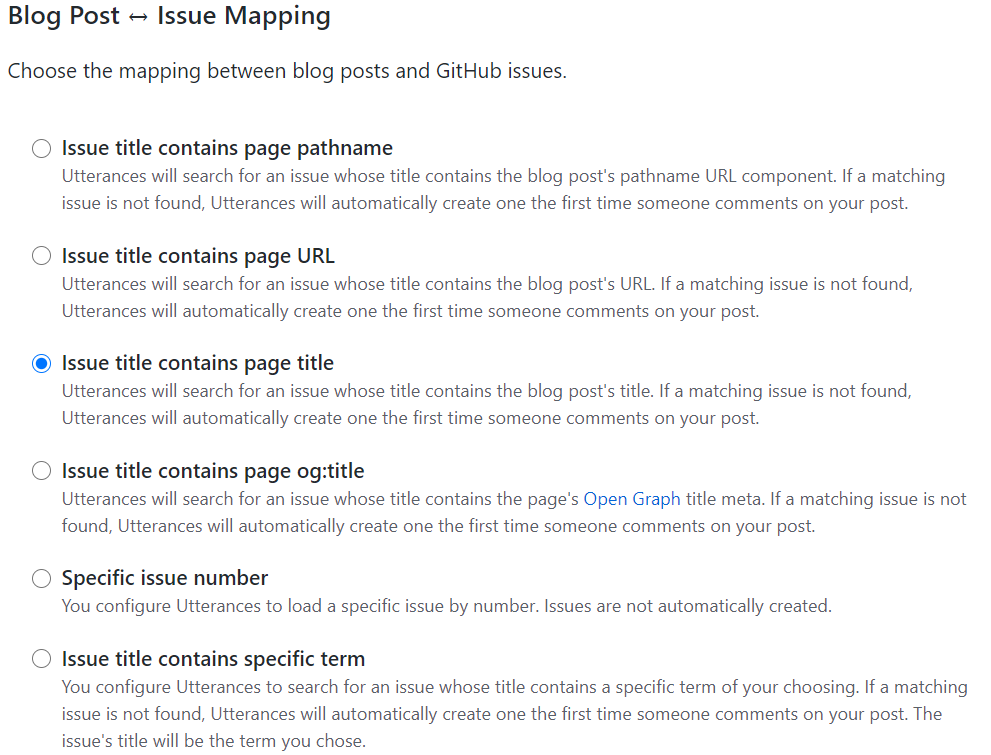 Blog Post ↔ Issue Mapping
Choose the mapping between blog posts and GitHub issues.
Issue title contains page pathname
Utterances will search for an issue whose title contains the blog post's pathname URL component. If a matching
issue is not found, Utterances will automatically create one the first time someone comments on your post.
Issue title contains page URL
Utterances will search for an issue whose title contains the blog post's URL. If a matching issue is not found,
Utterances will automatically create one the first time someone comments on your post.
Issue title contains page title
Utterances will search for an issue whose title contains the blog post's title. If a matching issue is not found,
Utterances will automatically create one the first time someone comments on your post.
Issue title contains page og:title
Utterances will search for an issue whose title contains the page's Open Graph title meta. If a matching issue is not
found, Utterances will automatically create one the first time someone comments on your post.
Specific issue number
You configure Utterances to load a specific issue by number. Issues are not automatically created.
Issue title contains specific term
You configure Utterances to search for an issue whose title contains a specific term of your choosing. If a matching
issue is not found, Utterances will automatically create one the first time someone comments on your post. The
issue's title will be the term you chose.